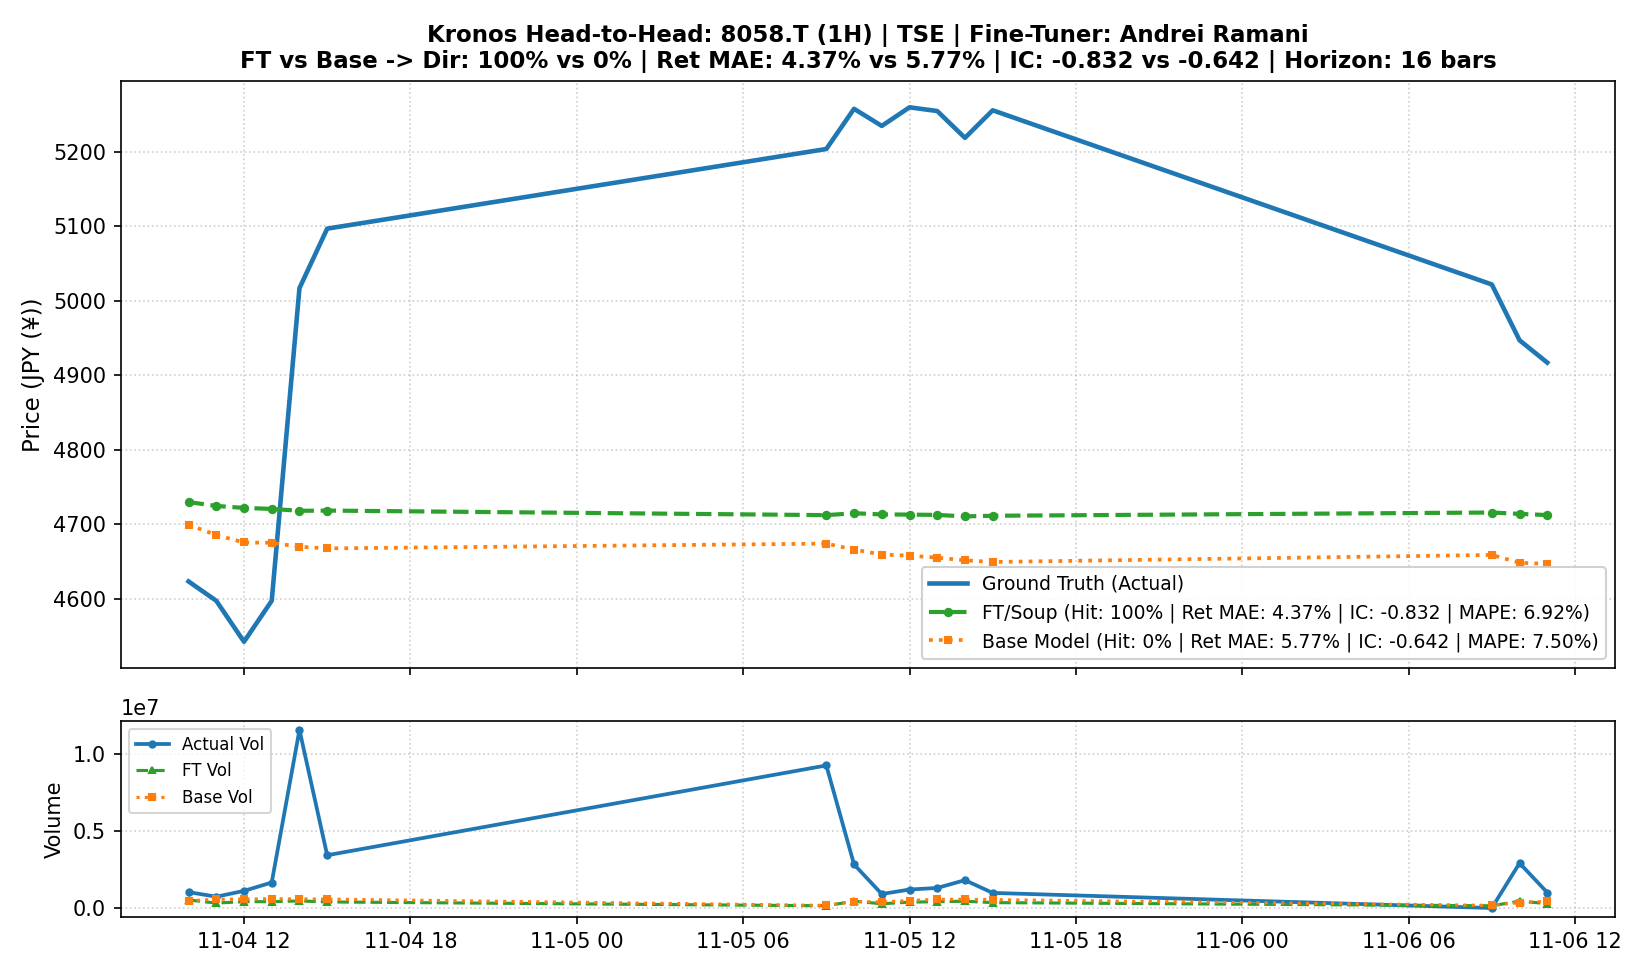 Kronos Head-to-Head: 8058.T (1H) | TSE | Fine-Tuner: Andrei Ramani
FT vs Base -> Dir: 100% vs 0% | Ret MAE: 4.37% vs 5.77% | IC: -0.832 vs -0.642 | Horizon: 16 bars
Price (JPY (¥))
5200
5100
5000
4900
4800
4700
4600
Ground Truth (Actual)
FT/Soup (Hit: 100% | Ret MAE: 4.37% | IC: -0.832 | MAPE: 6.92%)
Base Model (Hit: 0% | Ret MAE: 5.77% | IC: -0.642 | MAPE: 7.50%)
1e7
Volume
1.0
0.5
0.0
Actual Vol
FT Vol
Base Vol
11-04 12
11-04 18
11-05 00
11-05 06
11-05 12
11-05 18
11-06 00
11-06 06
11-06 12